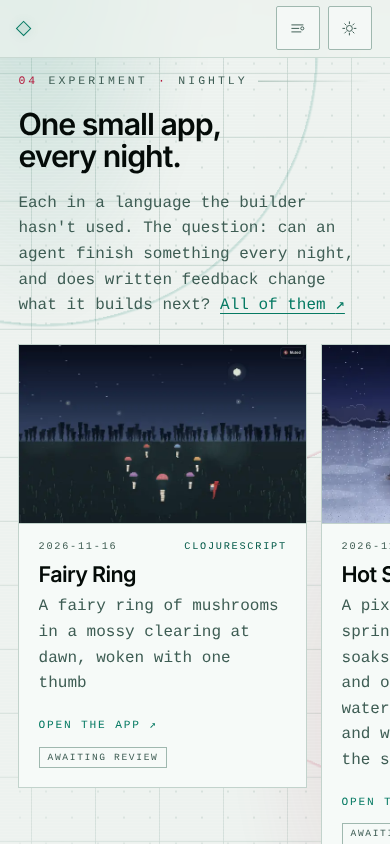 04 EXPERIMENT · NIGHTLY
One small app,
every night.
Each in a language the builder
hasn't used. The question: can an
agent finish something every night,
and does written feedback change
what it builds next? All of them ↗
2026-11-16 CLOJURESCRIPT
Fairy Ring
A fairy ring of mushrooms
in a mossy clearing at
dawn, woken with one
thumb
OPEN THE APP ↗
AWAITING REVIEW
2026-1
Hot S
A pix
sprin
soaks
and o
water
and w
the s
OPEN T
AWAIT